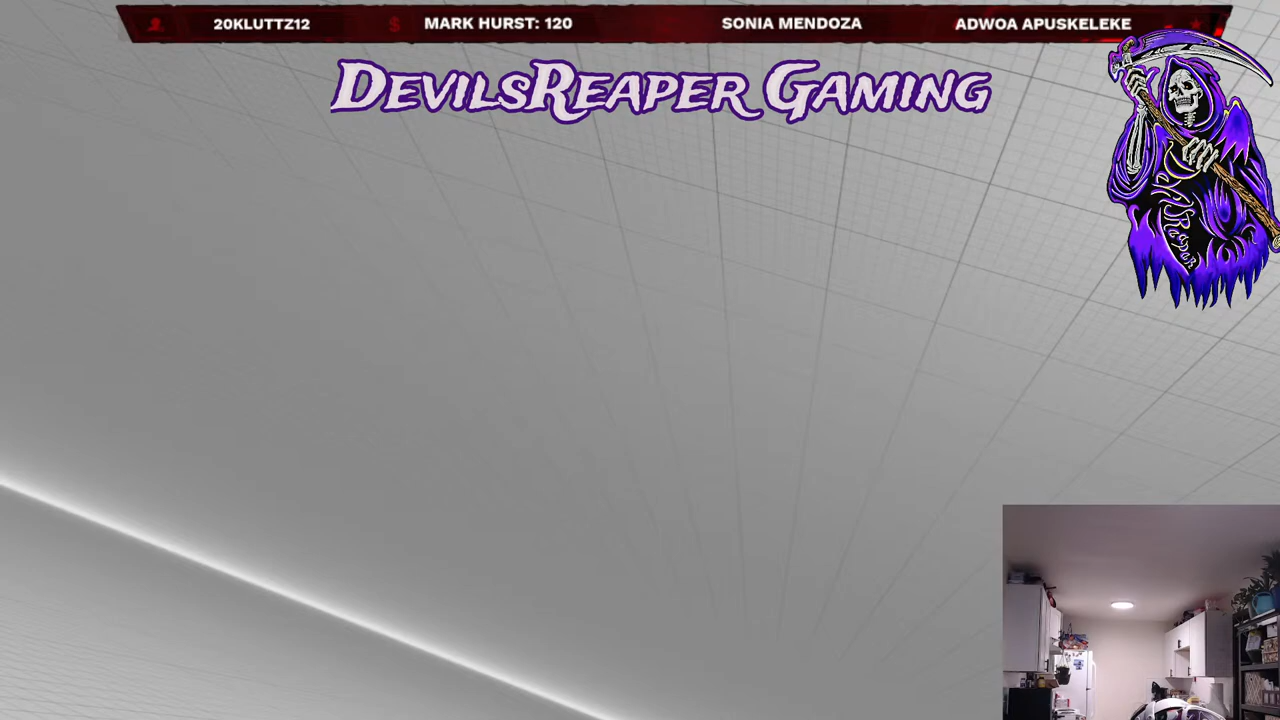 20KLUTTZ12 MARK HURST: 120 SONIA MENDOZA ADWOA APUSKELEKE
DEVILSREAPER GAMING